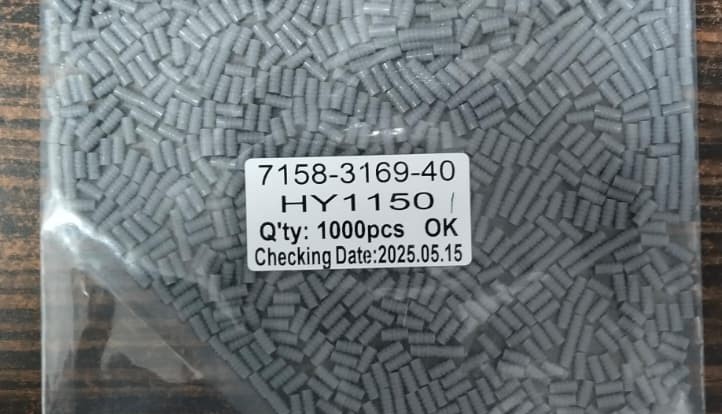 7158-3169-40
HY1150
Q'ty: 1000pcs OK
Checking Date:2025.05.15